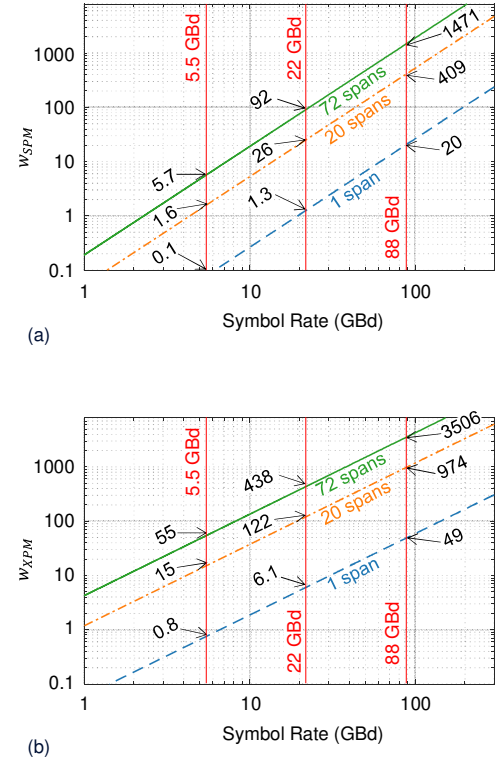 1000
100
10
1
0.1
w_SPM
5.5 GBd
22 GBd
88 GBd
1471
92
72 spans
409
26
20 spans
5.7
20
1.3
1 span
1.6
0.1
1
10
100
Symbol Rate (GBd)
(a)
1000
100
10
1
0.1
w_XPM
5.5 GBd
22 GBd
88 GBd
3506
438
72 spans
974
55
122
20 spans
15
49
6.1
1 span
0.8
1
10
100
Symbol Rate (GBd)
(b)